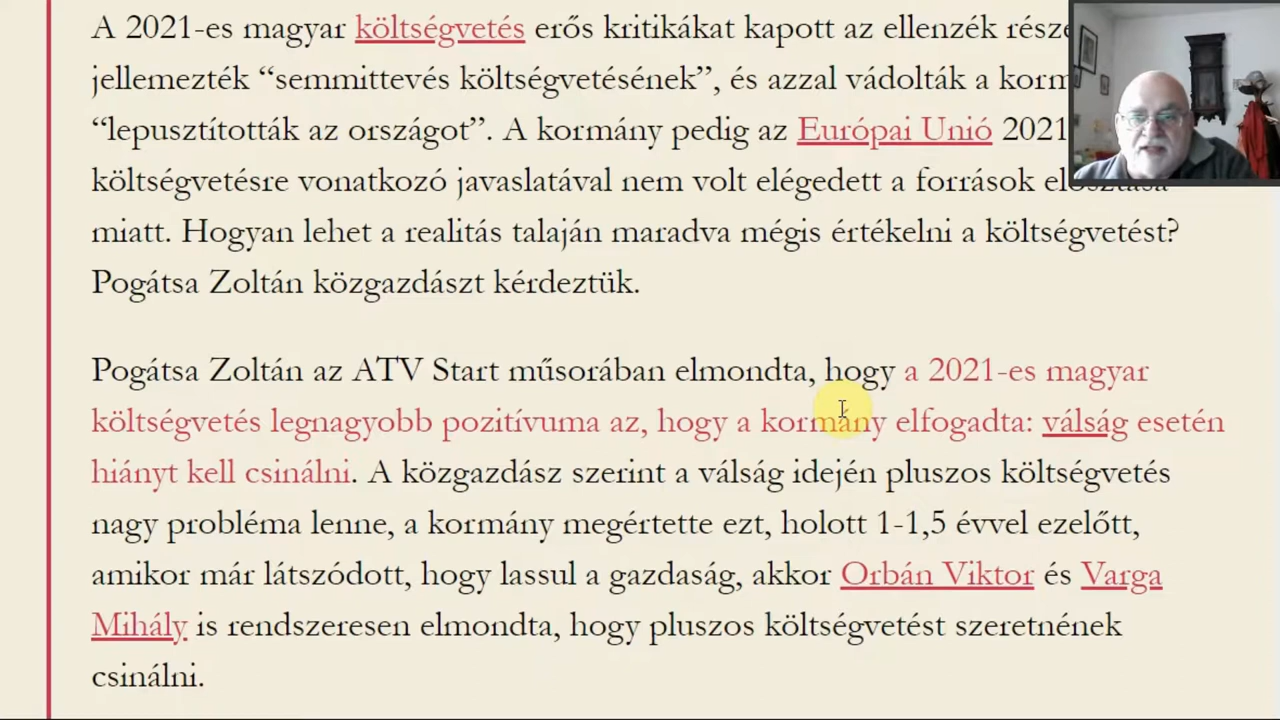 A 2021-es magyar költségvetés erős kritikákat kapott az ellenzék
jellemezték “semmittevés költségvetésének”, és azzal vádolták a
“lepusztították az országot”. A kormány pedig az Európai Unió 2021
költségvetésre vonatkozó javaslatával nem volt elégedett a források elosztása
miatt. Hogyan lehet a realitás talaján maradva mégis értékelni a költségvetést?
Pogátsa Zoltán közgazdászt kérdeztük.
Pogátsa Zoltán az ATV Start műsorában elmondta, hogy a 2021-es magyar
költségvetés legnagyobb pozitívuma az, hogy a kormány elfogadta: válság esetén
hiányt kell csinálni. A közgazdász szerint a válság idején pluszos költségvetés
nagy probléma lenne, a kormány megértette ezt, holott 1-1,5 évvel ezelőtt,
amikor már látszódott, hogy lassul a gazdaság, akkor Orbán Viktor és Varga
Mihály is rendszeresen elmondta, hogy pluszos költségvetést szeretnének
csinálni.